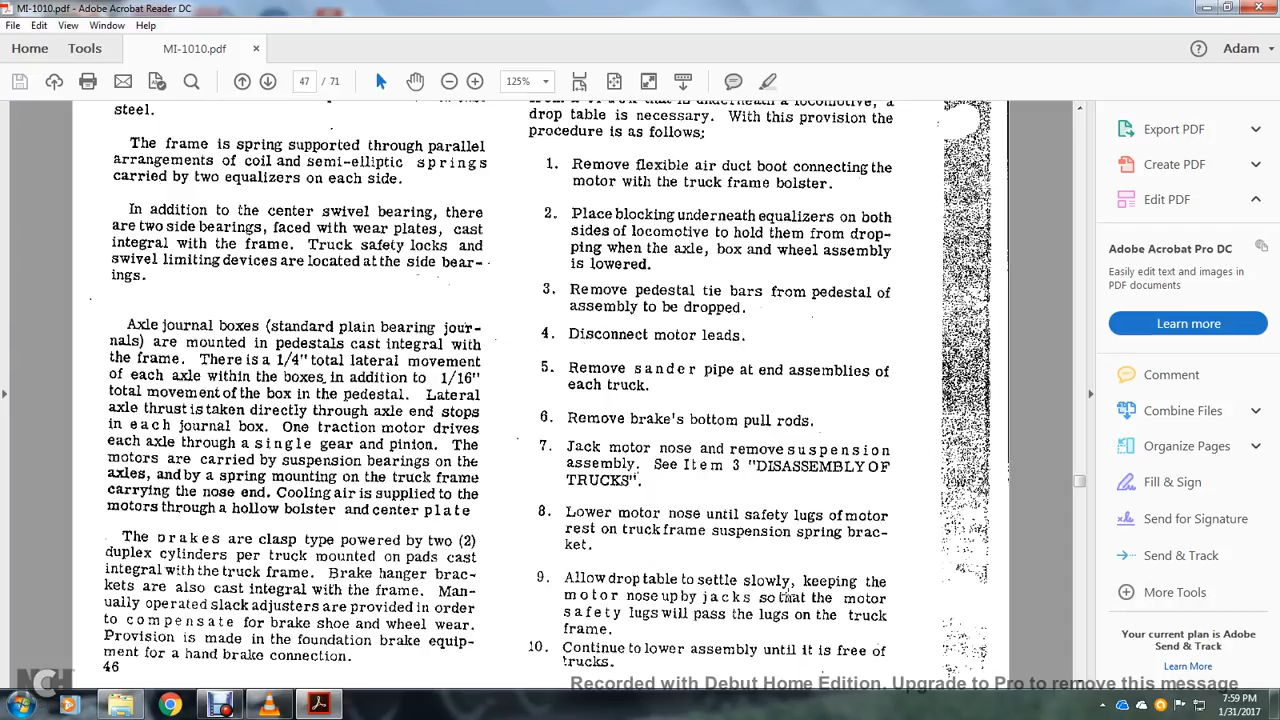 MI-1010.pdf - Adobe Acrobat Reader DC
File Edit View Window Help
Home Tools MI-1010.pdf × Adam
47 / 71 125%
steel.
The frame is spring supported through parallel
arrangements of coil and semi-elliptic springs
carried by two equalizers on each side.
In addition to the center swivel bearing, there
are two side bearings, faced with wear plates, cast
integral with the frame. Truck safety locks and
swivel limiting devices are located at the side bear-
ings.
Axle journal boxes (standard plain bearing jour-
nals) are mounted in pedestals cast integral with
the frame. There is a 1/4" total lateral movement
of each axle within the boxes, in addition to 1/16"
total movement of the box in the pedestal. Lateral
axle thrust is taken directly through axle end stops
in each journal box. One traction motor drives
each axle through a single gear and pinion. The
motors are carried by suspension bearings on the
axles, and by a spring mounting on the truck frame
carrying the nose end. Cooling air is supplied to the
motors through a hollow bolster and center plate
The brakes are clasp type powered by two (2)
duplex cylinders per truck mounted on pads cast
integral with the truck frame. Brake hanger brac-
kets are also cast integral with the frame. Man-
ually operated slack adjusters are provided in order
to compensate for brake shoe and wheel wear.
Provision is made in the foundation brake equip-
ment for a hand brake connection.
46
from a truck that is underneath a locomotive, a
drop table is necessary. With this provision the
procedure is as follows;
1. Remove flexible air duct boot connecting the
motor with the truck frame bolster.
2. Place blocking underneath equalizers on both
sides of locomotive to hold them from drop-
ping when the axle, box and wheel assembly
is lowered.
3. Remove pedestal tie bars from pedestal of
assembly to be dropped.
4. Disconnect motor leads.
5. Remove sander pipe at end assemblies of
each truck.
6. Remove brake's bottom pull rods.
7. Jack motor nose and remove suspension
assembly. See Item 3 "DISASSEMBLY OF
TRUCKS".
8. Lower motor nose until safety lugs of motor
rest on truck frame suspension spring brac-
ket.
9. Allow drop table to settle slowly, keeping the
motor nose up by jacks so that the motor
safety lugs will pass the lugs on the truck
frame.
10. Continue to lower assembly until it is free of
trucks.
Export PDF
Create PDF
Edit PDF
Adobe Acrobat Pro DC
Easily edit text and images in
PDF documents
Learn more
Comment
Combine Files
Organize Pages
Fill & Sign
Send for Signature
Send & Track
More Tools
Your current plan is Adobe
Send & Track
Learn More
NCH
Recorded with Debut Home Edition. Upgrade to Pro to remove this message
7:59 PM
1/31/2017